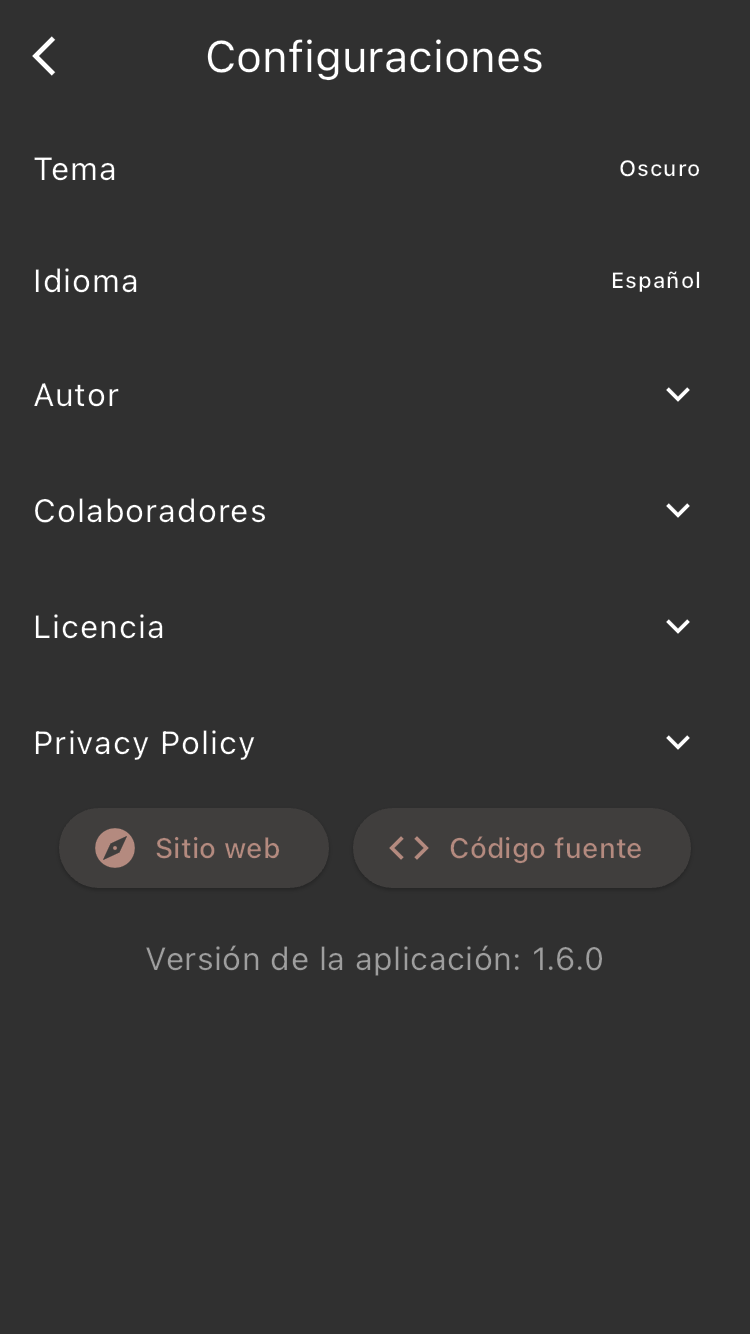 Configuraciones
Tema Oscuro
Idioma Español
Autor
Colaboradores
Licencia
Privacy Policy
Sitio web Código fuente
Versión de la aplicación: 1.6.0